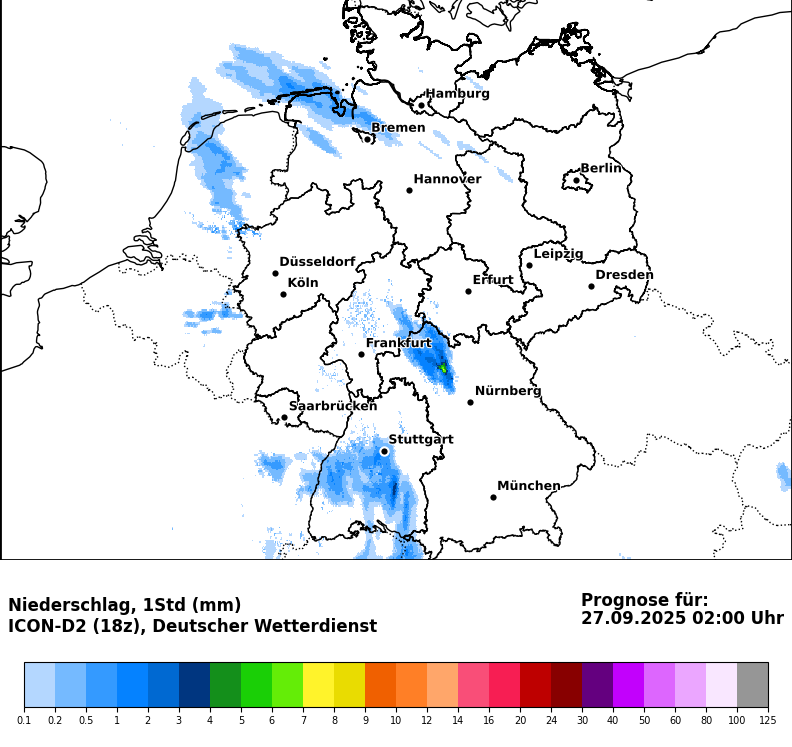 Hamburg
Bremen
Berlin
Hannover
Leipzig
Düsseldorf
Dresden
Köln
Erfurt
Frankfurt
Nürnberg
Saarbrücken
Stuttgart
München
Niederschlag, 1Std (mm)
ICON-D2 (18z), Deutscher Wetterdienst
Prognose für:
27.09.2025 02:00 Uhr
0.1 0.2 0.5 1 2 3 4 5 6 7 8 9 10 12 14 16 20 24 30 40 50 60 80 100 125